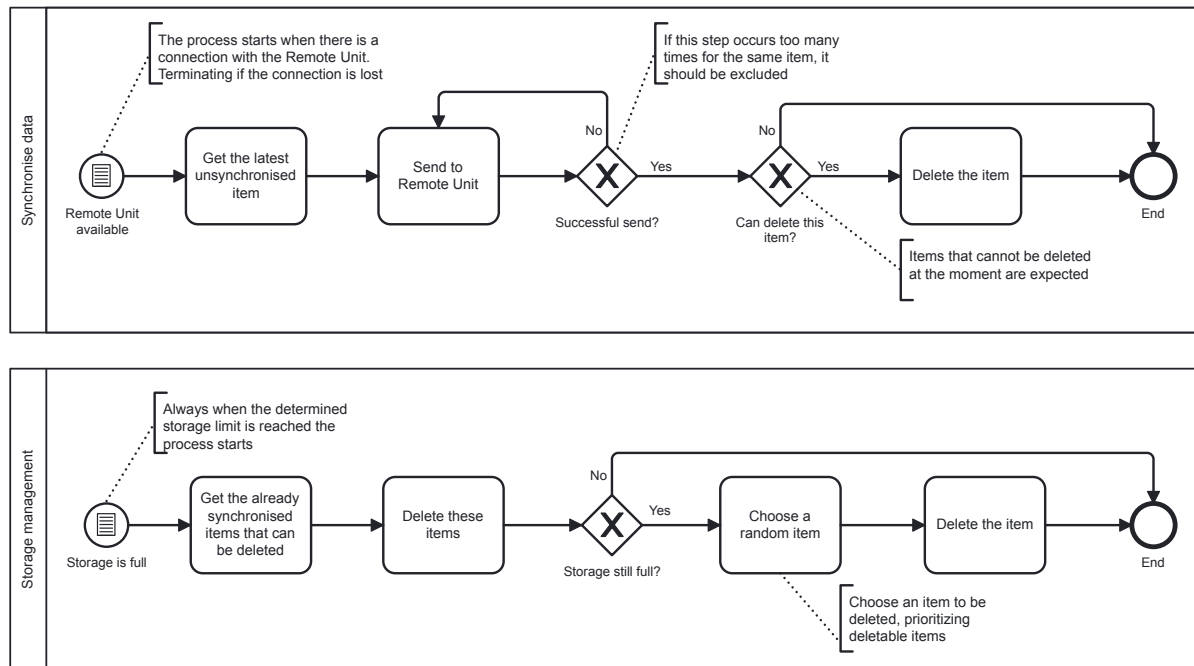 Synchronise data
The process starts when there is a
connection with the Remote Unit.
Terminating if the connection is lost
If this step occurs too many
times for the same item, it
should be excluded
Remote Unit
available
Get the latest
unsynchronised
item
Send to
Remote Unit
No
Yes
Successful send?
No
Yes
Can delete this
item?
Delete the item
End
Items that cannot be deleted
at the moment are expected
Storage management
Always when the determined
storage limit is reached the
process starts
Storage is full
Get the already
synchronised
items that can
be deleted
Delete these
items
No
Yes
Storage still full?
Choose a
random item
Delete the item
End
Choose an item to be
deleted, prioritizing
deletable items